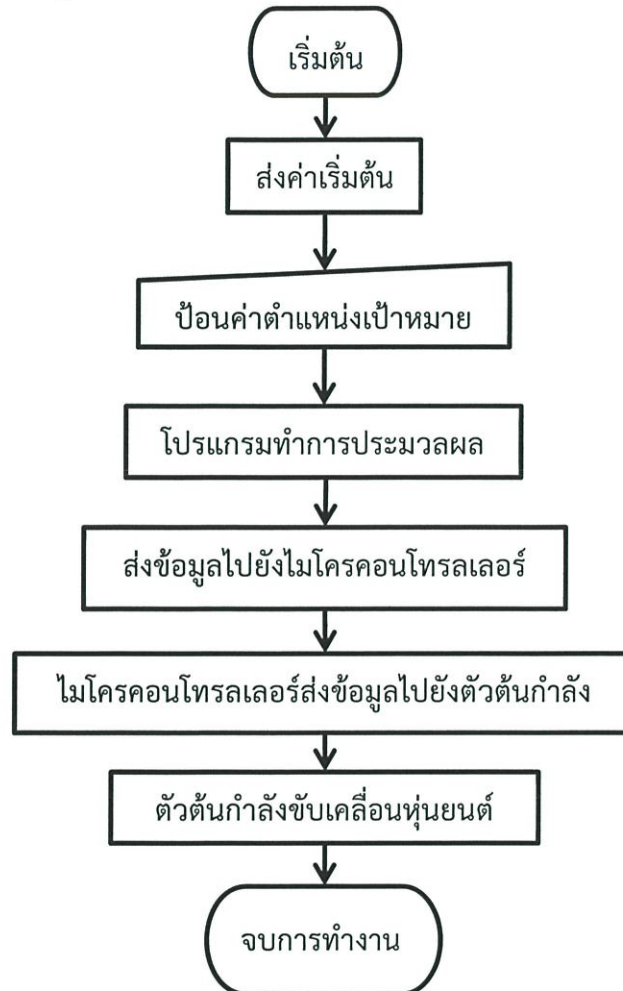 เริ่มต้น
ส่งค่าเริ่มต้น
ป้อนค่าตำแหน่งเป้าหมาย
โปรแกรมทำการประมวลผล
ส่งข้อมูลไปยังไมโครคอนโทรลเลอร์
ไมโครคอนโทรลเลอร์ส่งข้อมูลไปยังตัวต้นกำลัง
ตัวต้นกำลังขับเคลื่อนหุ่นยนต์
จบการทำงาน